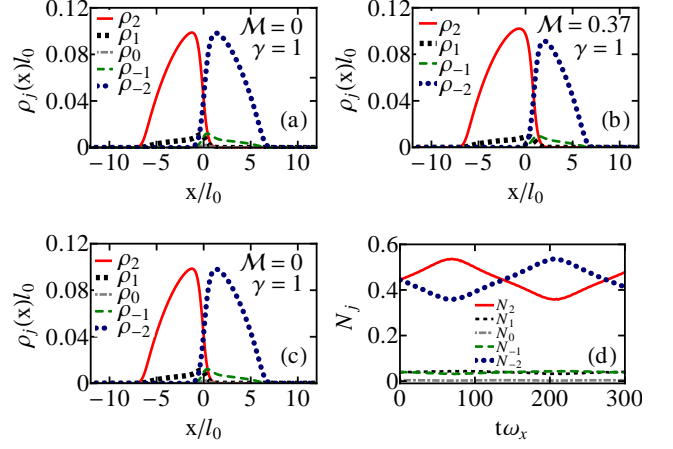 0.12
0.08
0.04
0
ρj(x)l0
ρ2
ρ1
ρ0
ρ−1
ρ−2
ℳ = 0
γ = 1
(a)
−10 −5 0 5 10
x/l0
0.12
0.08
0.04
0
ρj(x)l0
ρ2
ρ1
ρ0
ρ−1
ρ−2
ℳ = 0.37
γ = 1
(b)
−10 −5 0 5 10
x/l0
0.12
0.08
0.04
0
ρj(x)l0
ρ2
ρ1
ρ0
ρ−1
ρ−2
ℳ = 0
γ = 1
(c)
−10 −5 0 5 10
x/l0
0.6
0.4
0.2
0
Nj
N2
N1
N0
N−1
N−2
(d)
0 100 200 300
tωx